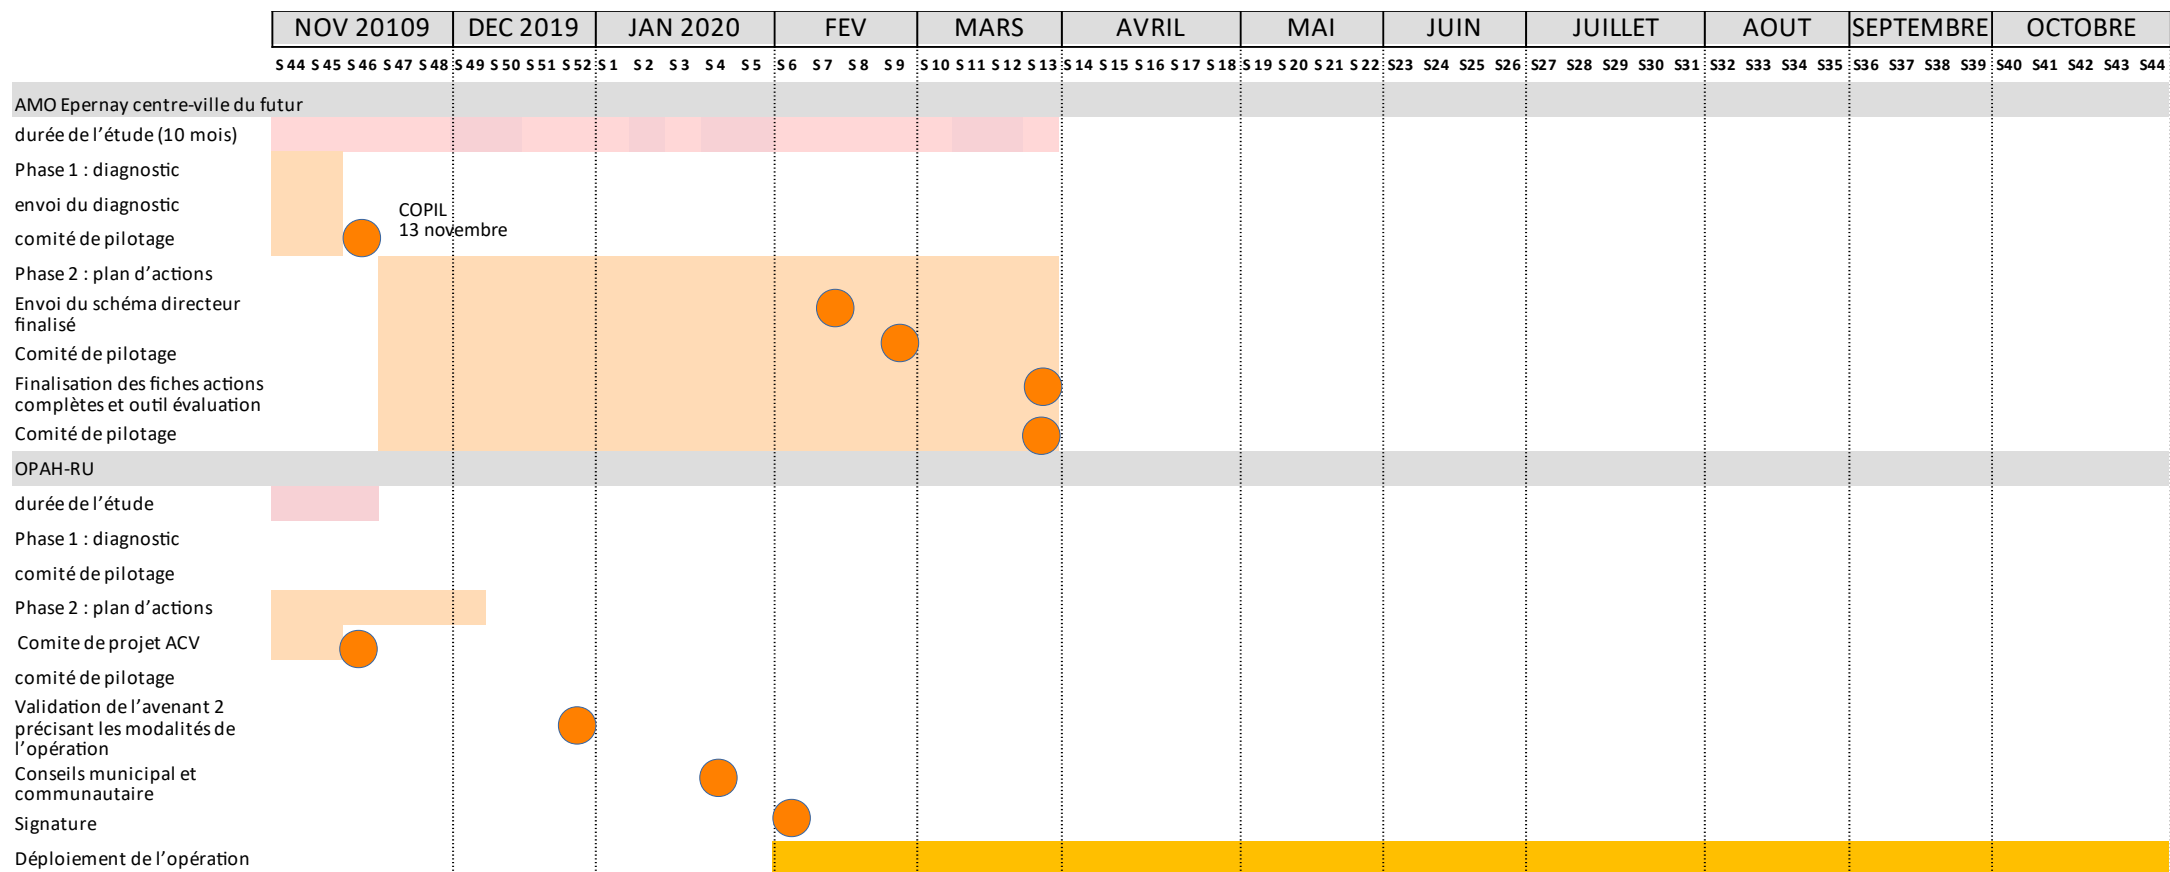 NOV 20109 DEC 2019 JAN 2020 FEV MARS AVRIL MAI JUIN JUILLET AOUT SEPTEMBRE OCTOBRE
S 44 S 45 S 46 S 47 S 48 S 49 S 50 S 51 S 52 S 1 S 2 S 3 S 4 S 5 S 6 S 7 S 8 S 9 S 10 S 11 S 12 S 13 S 14 S 15 S 16 S 17 S 18 S 19 S 20 S 21 S 22 S23 S24 S25 S26 S27 S28 S29 S30 S31 S32 S33 S34 S35 S36 S37 S38 S39 S40 S41 S42 S43 S44
AMO Epernay centre-ville du futur
durée de l’étude (10 mois)
Phase 1 : diagnostic
envoi du diagnostic
COPIL
13 novembre
comité de pilotage
Phase 2 : plan d’actions
Envoi du schéma directeur
finalisé
Comité de pilotage
Finalisation des fiches actions
complètes et outil évaluation
Comité de pilotage
OPAH-RU
durée de l’étude
Phase 1 : diagnostic
comité de pilotage
Phase 2 : plan d’actions
Comite de projet ACV
comité de pilotage
Validation de l’avenant 2
précisant les modalités de
l’opération
Conseils municipal et
communautaire
Signature
Déploiement de l’opération